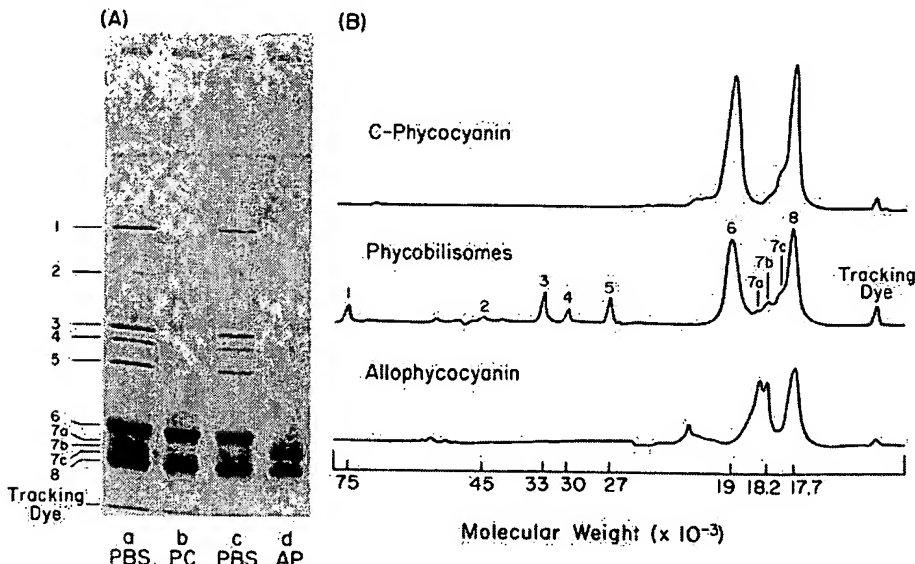 (A)
1
2
3
4
5
6
7a
7b
7c
8
Tracking
Dye
a b c d
PBS PC PBS AP
(B)
C-Phycocyanin
Phycobilisomes
1 2 3 4 5 6 7a 7b 7c 8
Tracking
Dye
Allophycocyanin
75 45 33 30 27 19 18.2 17.7
Molecular Weight (x 10⁻³)